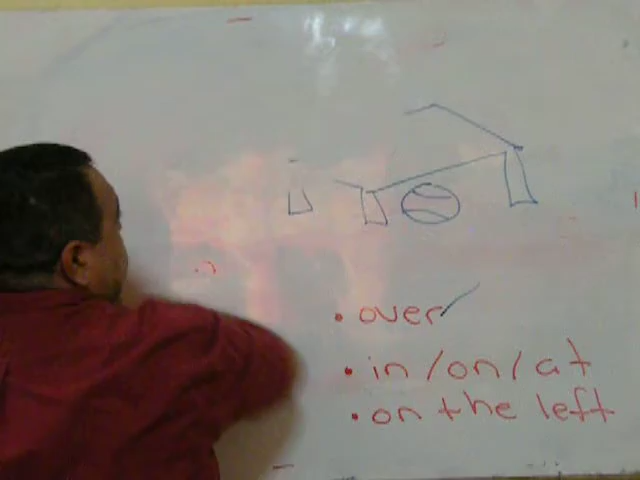 • over
• in/on/at
• on the left